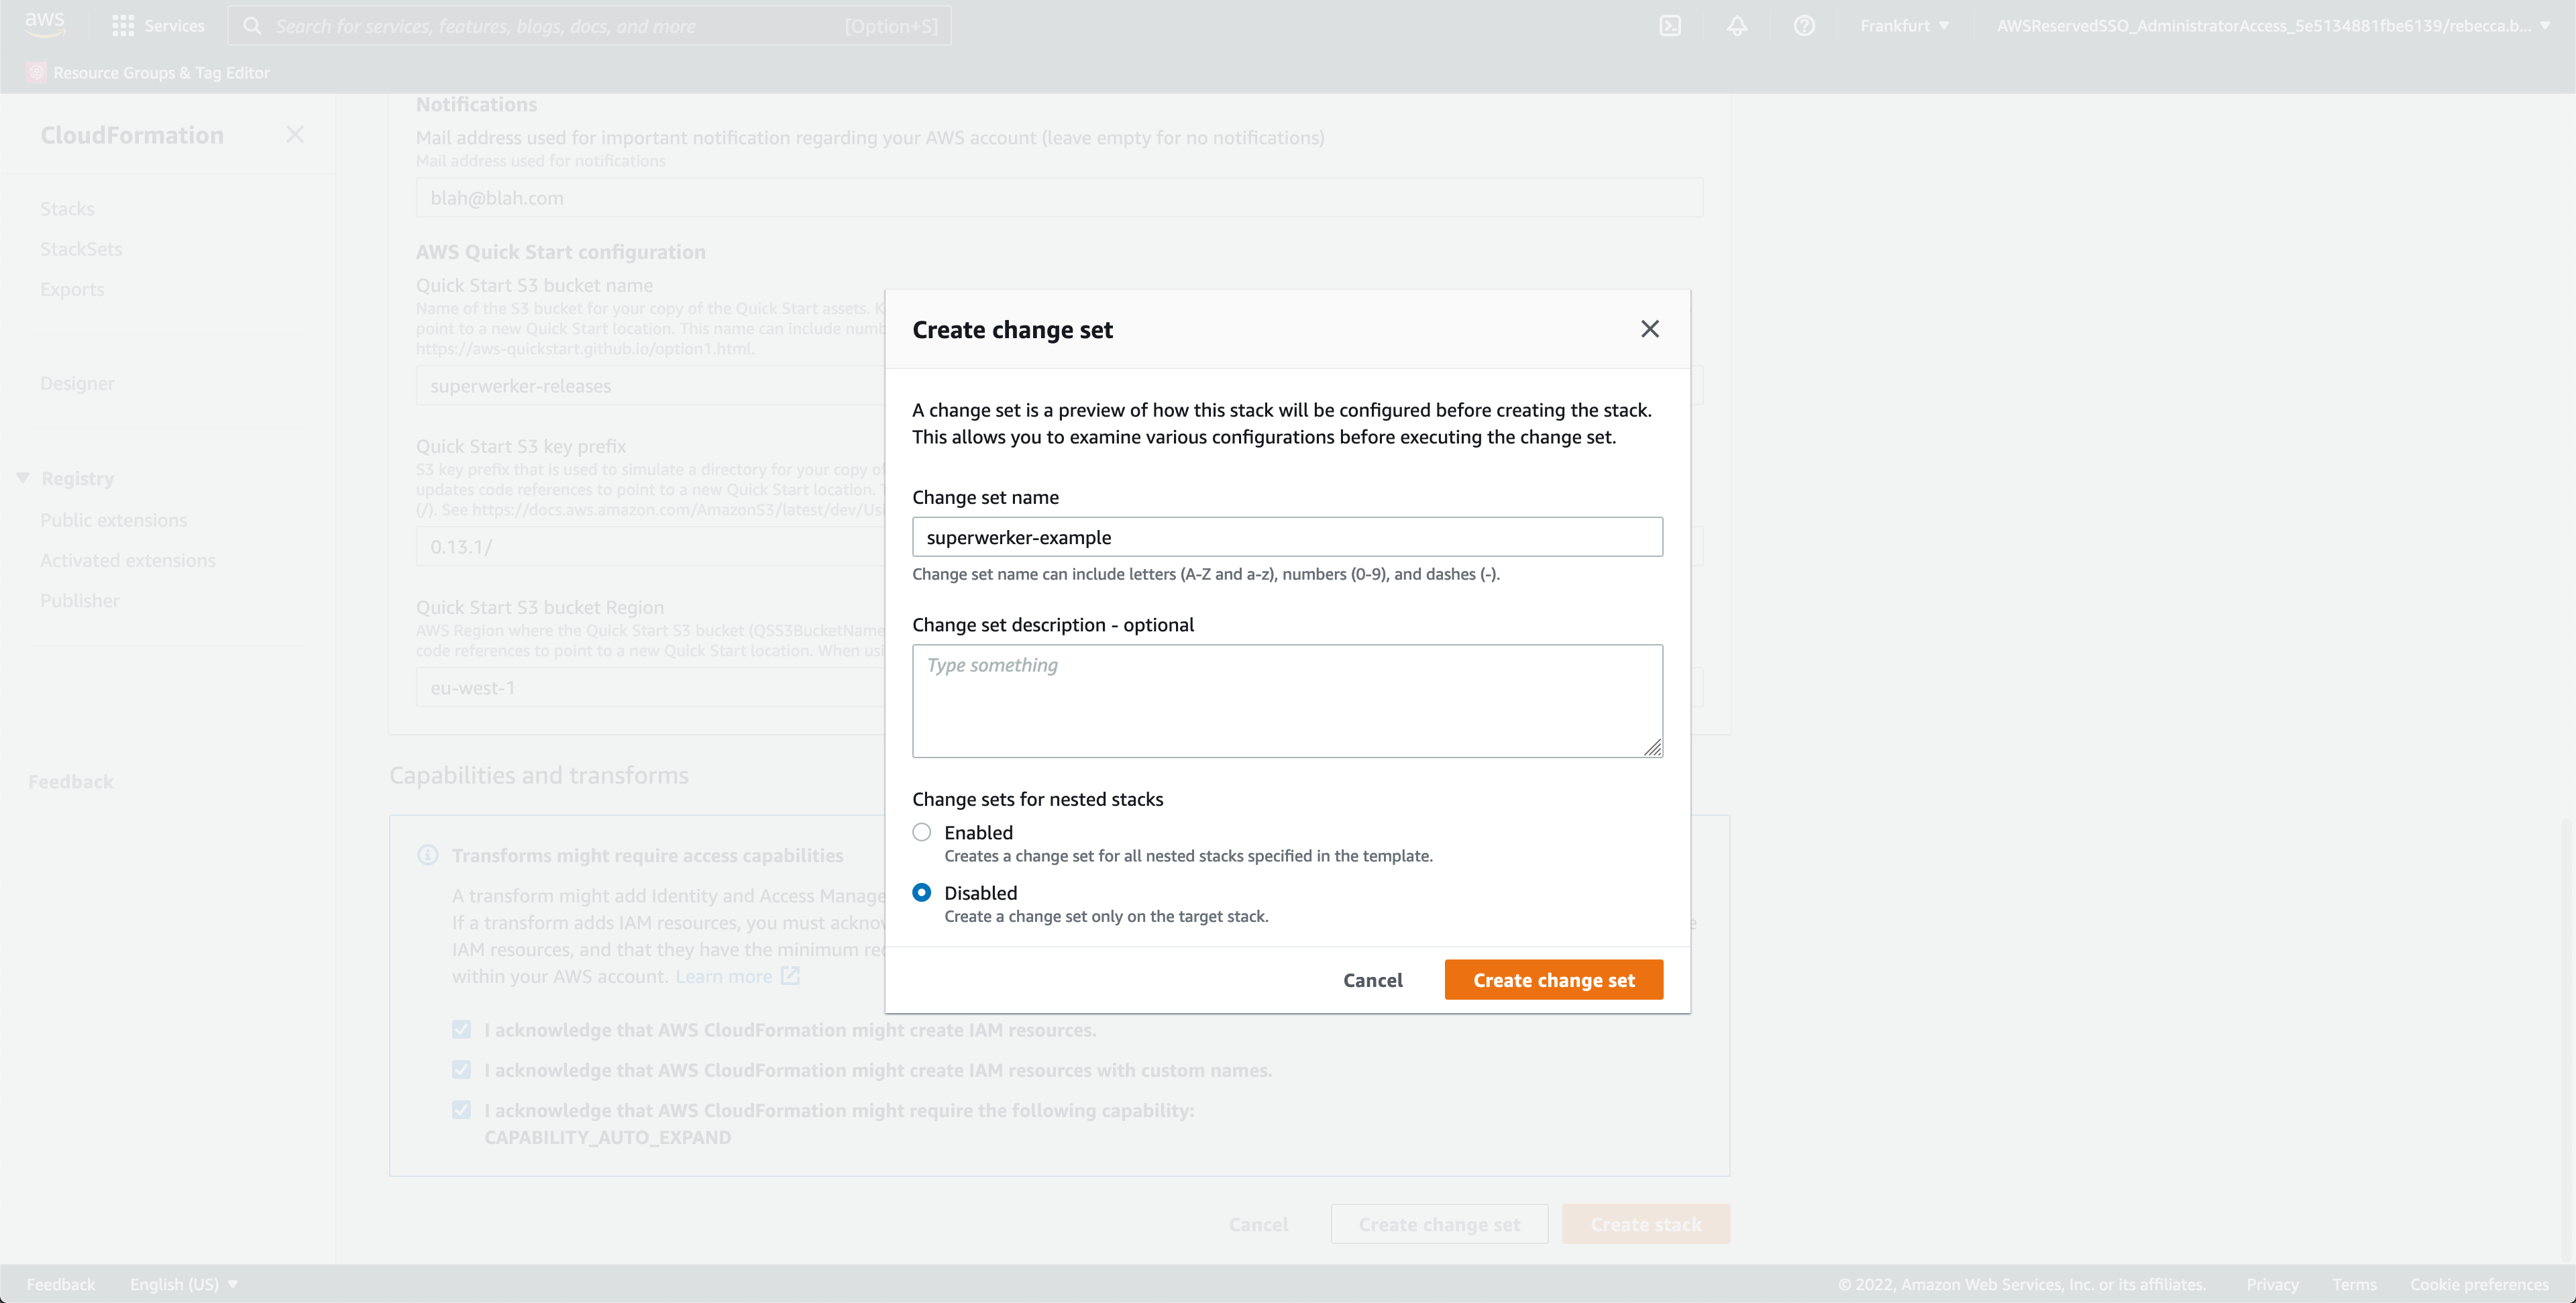 aws
Services
Search for services, features, blogs, docs, and more
[Option+S]
Frankfurt
AWSReservedSSO_AdministratorAccess_5e5134881fbe6139/rebecca.b...
Resource Groups & Tag Editor
CloudFormation
Stacks
StackSets
Exports
Designer
Registry
Public extensions
Activated extensions
Publisher
Feedback
Notifications
Mail address used for important notification regarding your AWS account (leave empty for no notifications)
Mail address used for notifications
blah@blah.com
AWS Quick Start configuration
Quick Start S3 bucket name
Name of the S3 bucket for your copy of the Quick Start assets. K
point to a new Quick Start location. This name can include numb
https://aws-quickstart.github.io/option1.html.
superwerker-releases
Quick Start S3 key prefix
S3 key prefix that is used to simulate a directory for your copy of
updates code references to point to a new Quick Start location. T
(/). See https://docs.aws.amazon.com/AmazonS3/latest/dev/Usi
0.13.1/
Quick Start S3 bucket Region
AWS Region where the Quick Start S3 bucket (QSS3BucketName
code references to point to a new Quick Start location. When usi
eu-west-1
Capabilities and transforms
Transforms might require access capabilities
A transform might add Identity and Access Manage
If a transform adds IAM resources, you must acknow
IAM resources, and that they have the minimum re
within your AWS account. Learn more
I acknowledge that AWS CloudFormation might create IAM resources.
I acknowledge that AWS CloudFormation might create IAM resources with custom names.
I acknowledge that AWS CloudFormation might require the following capability:
CAPABILITY_AUTO_EXPAND
Cancel
Create change set
Create stack
Create change set
A change set is a preview of how this stack will be configured before creating the stack.
This allows you to examine various configurations before executing the change set.
Change set name
superwerker-example
Change set name can include letters (A-Z and a-z), numbers (0-9), and dashes (-).
Change set description - optional
Type something
Change sets for nested stacks
Enabled
Creates a change set for all nested stacks specified in the template.
Disabled
Create a change set only on the target stack.
Cancel
Create change set
Feedback
English (US)
© 2022, Amazon Web Services, Inc. or its affiliates.
Privacy
Terms
Cookie preferences